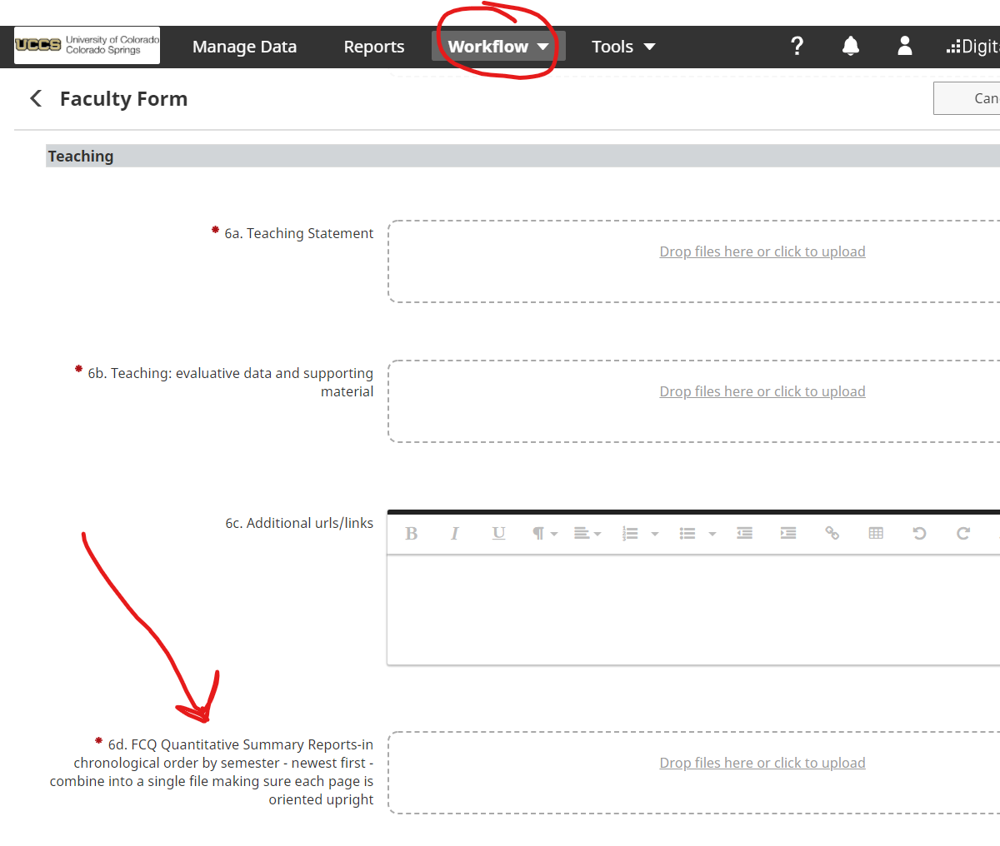 UCCS University of Colorado
Colorado Springs
Manage Data Reports Workflow Tools ?
Faculty Form
Teaching
* 6a. Teaching Statement
Drop files here or click to upload
* 6b. Teaching: evaluative data and supporting
material
Drop files here or click to upload
6c. Additional urls/links
B I U
* 6d. FCQ Quantitative Summary Reports-in
chronological order by semester - newest first -
combine into a single file making sure each page is
oriented upright
Drop files here or click to upload